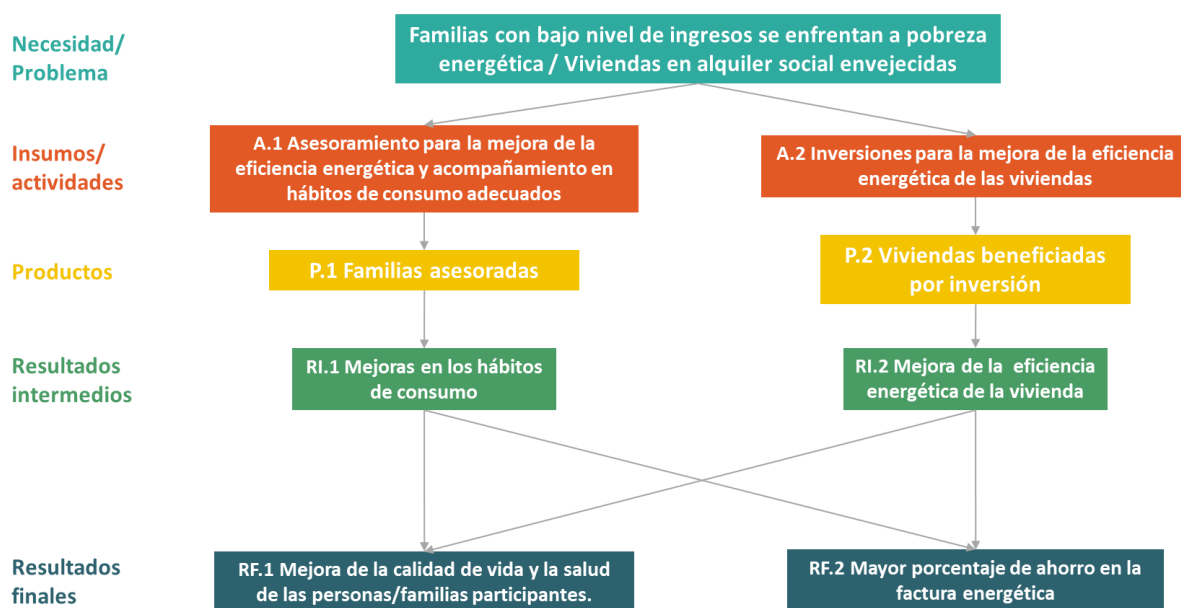 Necesidad/
Problema
Familias con bajo nivel de ingresos se enfrentan a pobreza
energética / Viviendas en alquiler social envejecidas
Insumos/
actividades
A.1 Asesoramiento para la mejora de la
eficiencia energética y acompañamiento en
hábitos de consumo adecuados
A.2 Inversiones para la mejora de la eficiencia
energética de las viviendas
Productos
P.1 Familias asesoradas
P.2 Viviendas beneficiadas
por inversión
Resultados
intermedios
RI.1 Mejoras en los hábitos
de consumo
RI.2 Mejora de la  eficiencia
energética de la vivienda
Resultados
finales
RF.1 Mejora de la calidad de vida y la salud
de las personas/familias participantes.
RF.2 Mayor porcentaje de ahorro en la
factura energética